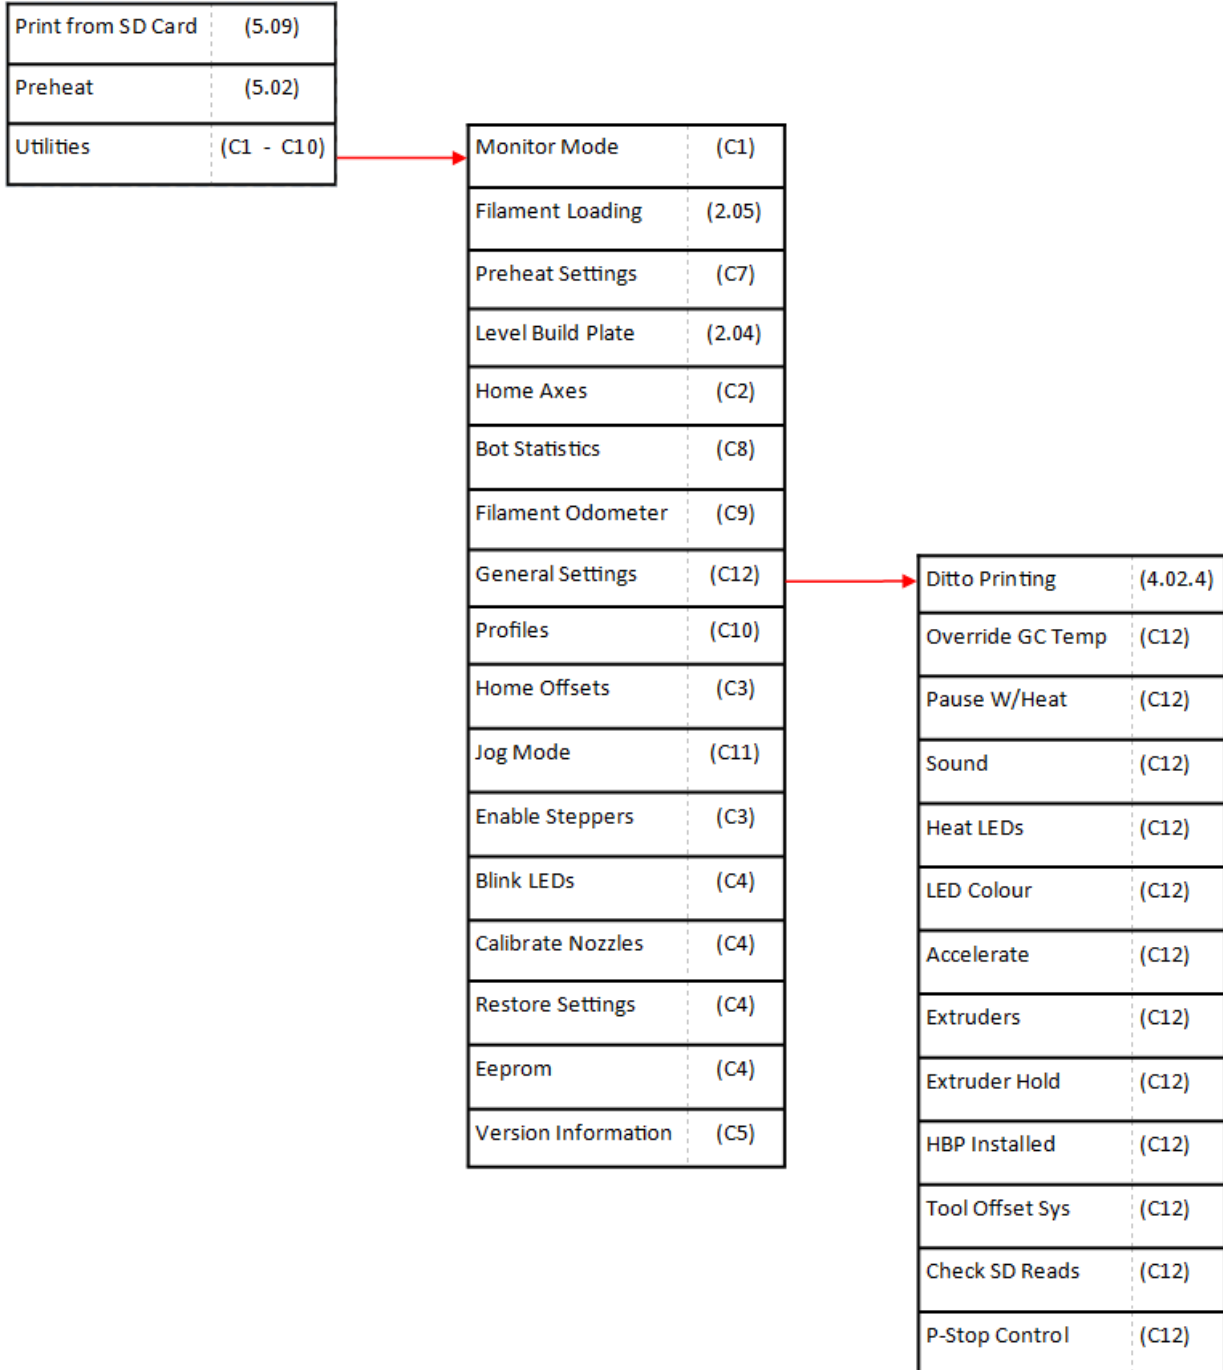 Print from SD Card (5.09)
Preheat (5.02)
Utilities (C1 - C10)
Monitor Mode (C1)
Filament Loading (2.05)
Preheat Settings (C7)
Level Build Plate (2.04)
Home Axes (C2)
Bot Statistics (C8)
Filament Odometer (C9)
General Settings (C12)
Profiles (C10)
Home Offsets (C3)
Jog Mode (C11)
Enable Steppers (C3)
Blink LEDs (C4)
Calibrate Nozzles (C4)
Restore Settings (C4)
Eeprom (C4)
Version Information (C5)
Ditto Printing (4.02.4)
Override GC Temp (C12)
Pause W/Heat (C12)
Sound (C12)
Heat LEDs (C12)
LED Colour (C12)
Accelerate (C12)
Extruders (C12)
Extruder Hold (C12)
HBP Installed (C12)
Tool Offset Sys (C12)
Check SD Reads (C12)
P-Stop Control (C12)